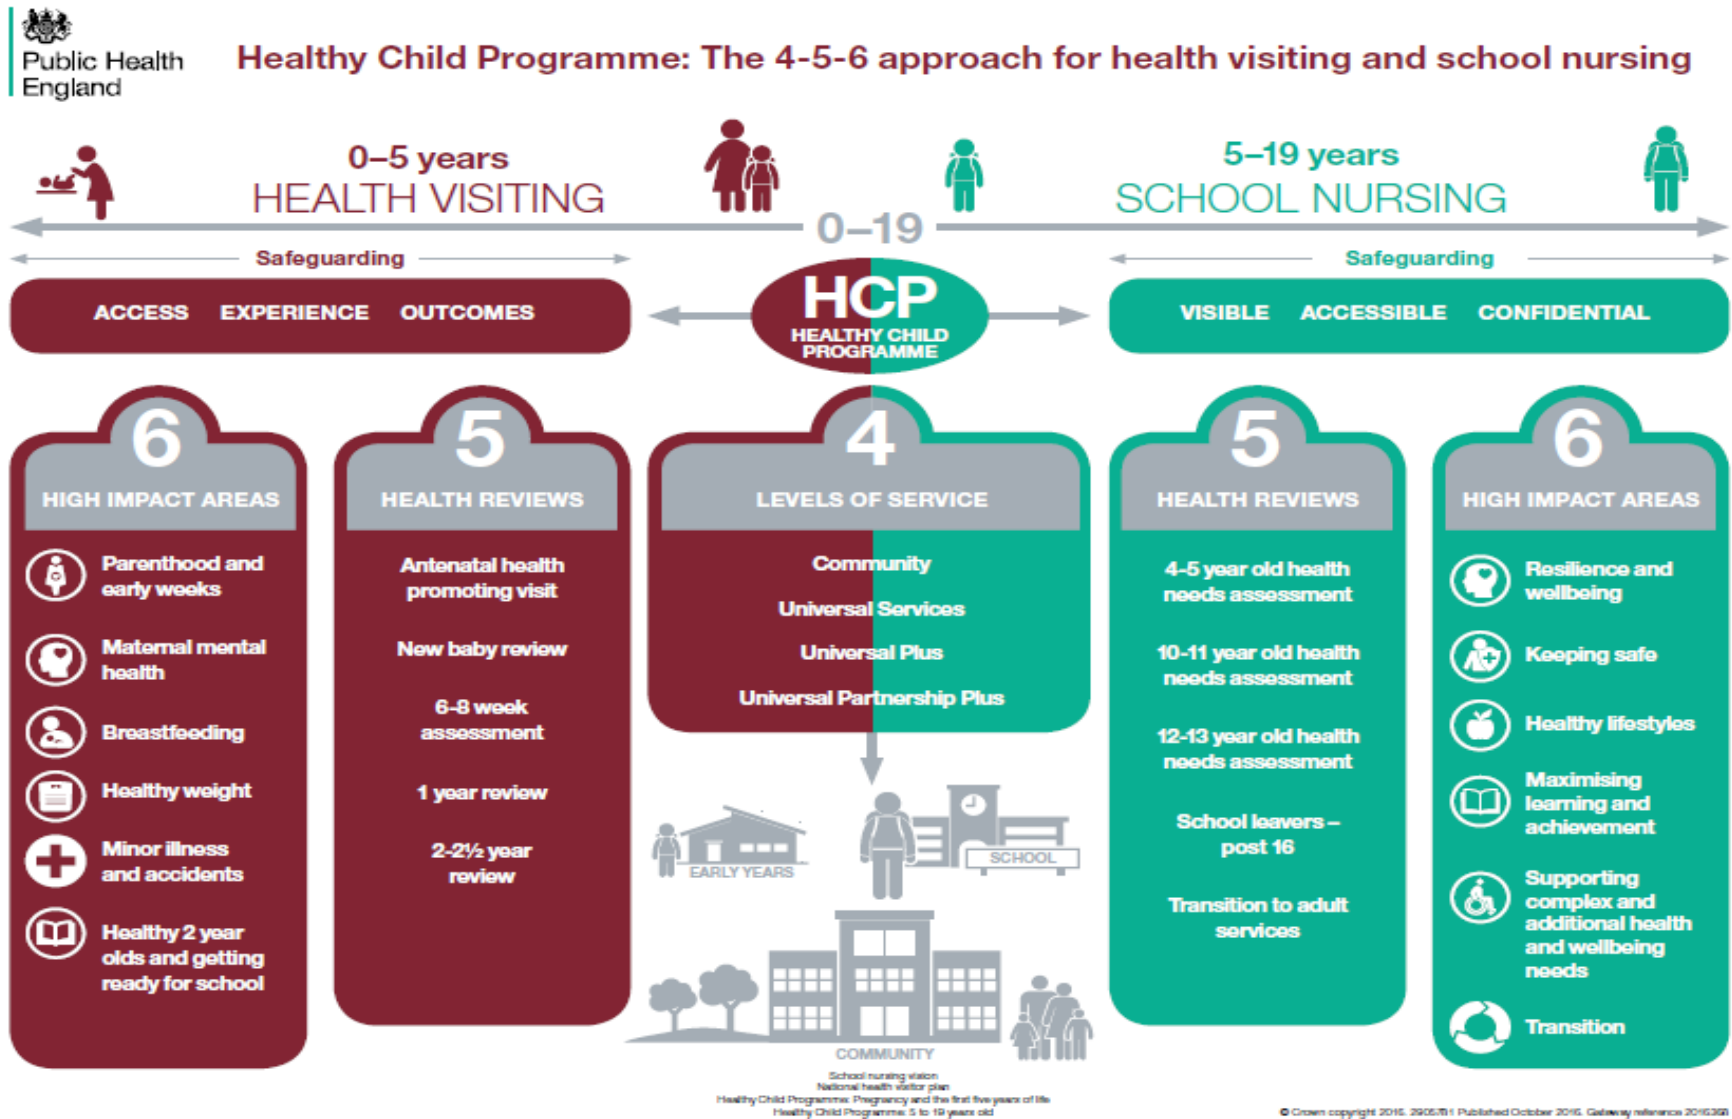 Public Health
England
Healthy Child Programme: The 4-5-6 approach for health visiting and school nursing
0–5 years
HEALTH VISITING
0–19
5–19 years
SCHOOL NURSING
Safeguarding
Safeguarding
ACCESS EXPERIENCE OUTCOMES
HCP
HEALTHY CHILD
PROGRAMME
VISIBLE ACCESSIBLE CONFIDENTIAL
6
HIGH IMPACT AREAS
Parenthood and
early weeks
Maternal mental
health
Breastfeeding
Healthy weight
Minor illness
and accidents
Healthy 2 year
olds and getting
ready for school
5
HEALTH REVIEWS
Antenatal health
promoting visit
New baby review
6-8 week
assessment
1 year review
2-2½ year
review
4
LEVELS OF SERVICE
Community
Universal Services
Universal Plus
Universal Partnership Plus
EARLY YEARS
SCHOOL
COMMUNITY
School nursing vision
National health visitor plan
Healthy Child Programme: Pregnancy and the first five years of life
Healthy Child Programme: 5 to 19 years old
5
HEALTH REVIEWS
4-5 year old health
needs assessment
10-11 year old health
needs assessment
12-13 year old health
needs assessment
School leavers –
post 16
Transition to adult
services
6
HIGH IMPACT AREAS
Resilience and
wellbeing
Keeping safe
Healthy lifestyles
Maximising
learning and
achievement
Supporting
complex and
additional health
and wellbeing
needs
Transition
© Crown copyright 2016. Published October 2016. Gateway reference